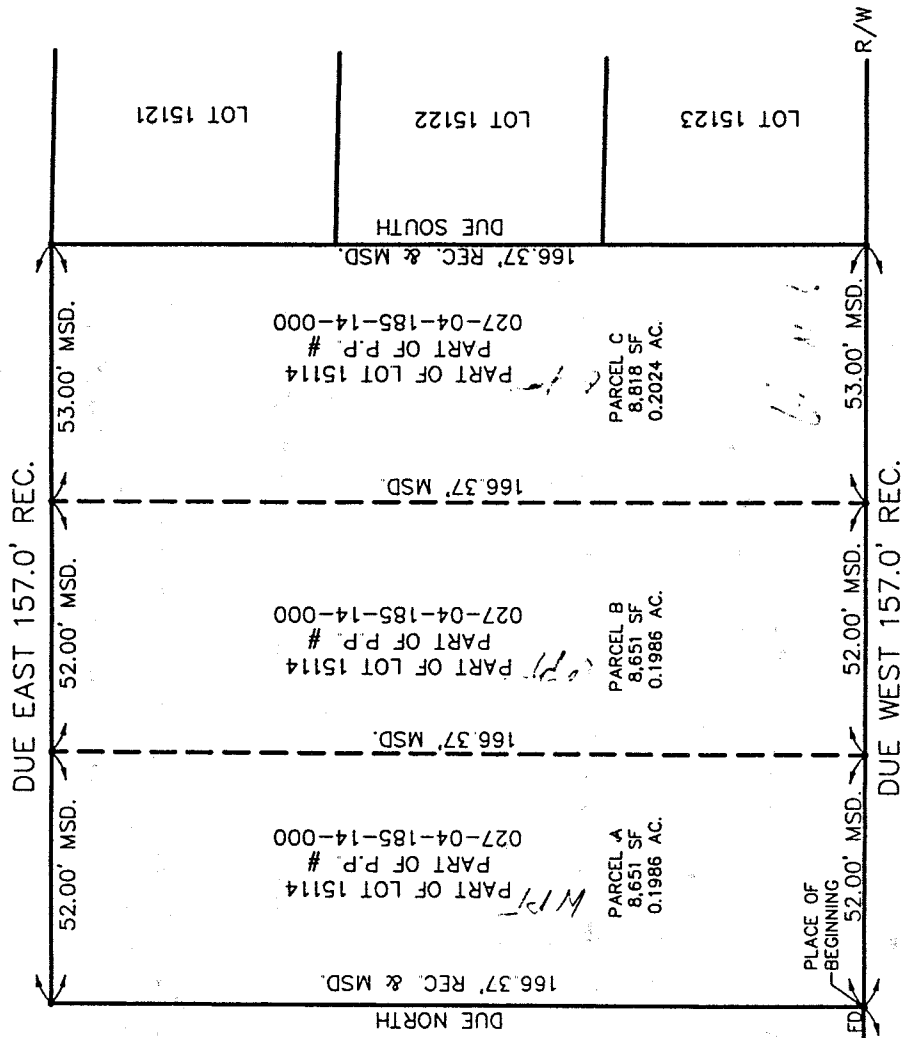 DUE EAST 157.0' REC.
52.00' MSD.
52.00' MSD.
53.00' MSD.
DUE NORTH
166.37' REC. & MSD.
PART OF LOT 15114
PART OF P.P. #
027-04-185-14-000
PARCEL A
8,651 SF
0.1986 AC.
166.37' MSD.
PART OF LOT 15114
PART OF P.P. #
027-04-185-14-000
PARCEL B
8,651 SF
0.1986 AC.
166.37' MSD.
PART OF LOT 15114
PART OF P.P. #
027-04-185-14-000
PARCEL C
8,818 SF
0.2024 AC.
166.37' REC. & MSD.
DUE SOUTH
LOT 15121
LOT 15122
LOT 15123
PLACE OF
BEGINNING
FD.
52.00' MSD.
52.00' MSD.
53.00' MSD.
R/W
DUE WEST 157.0' REC.